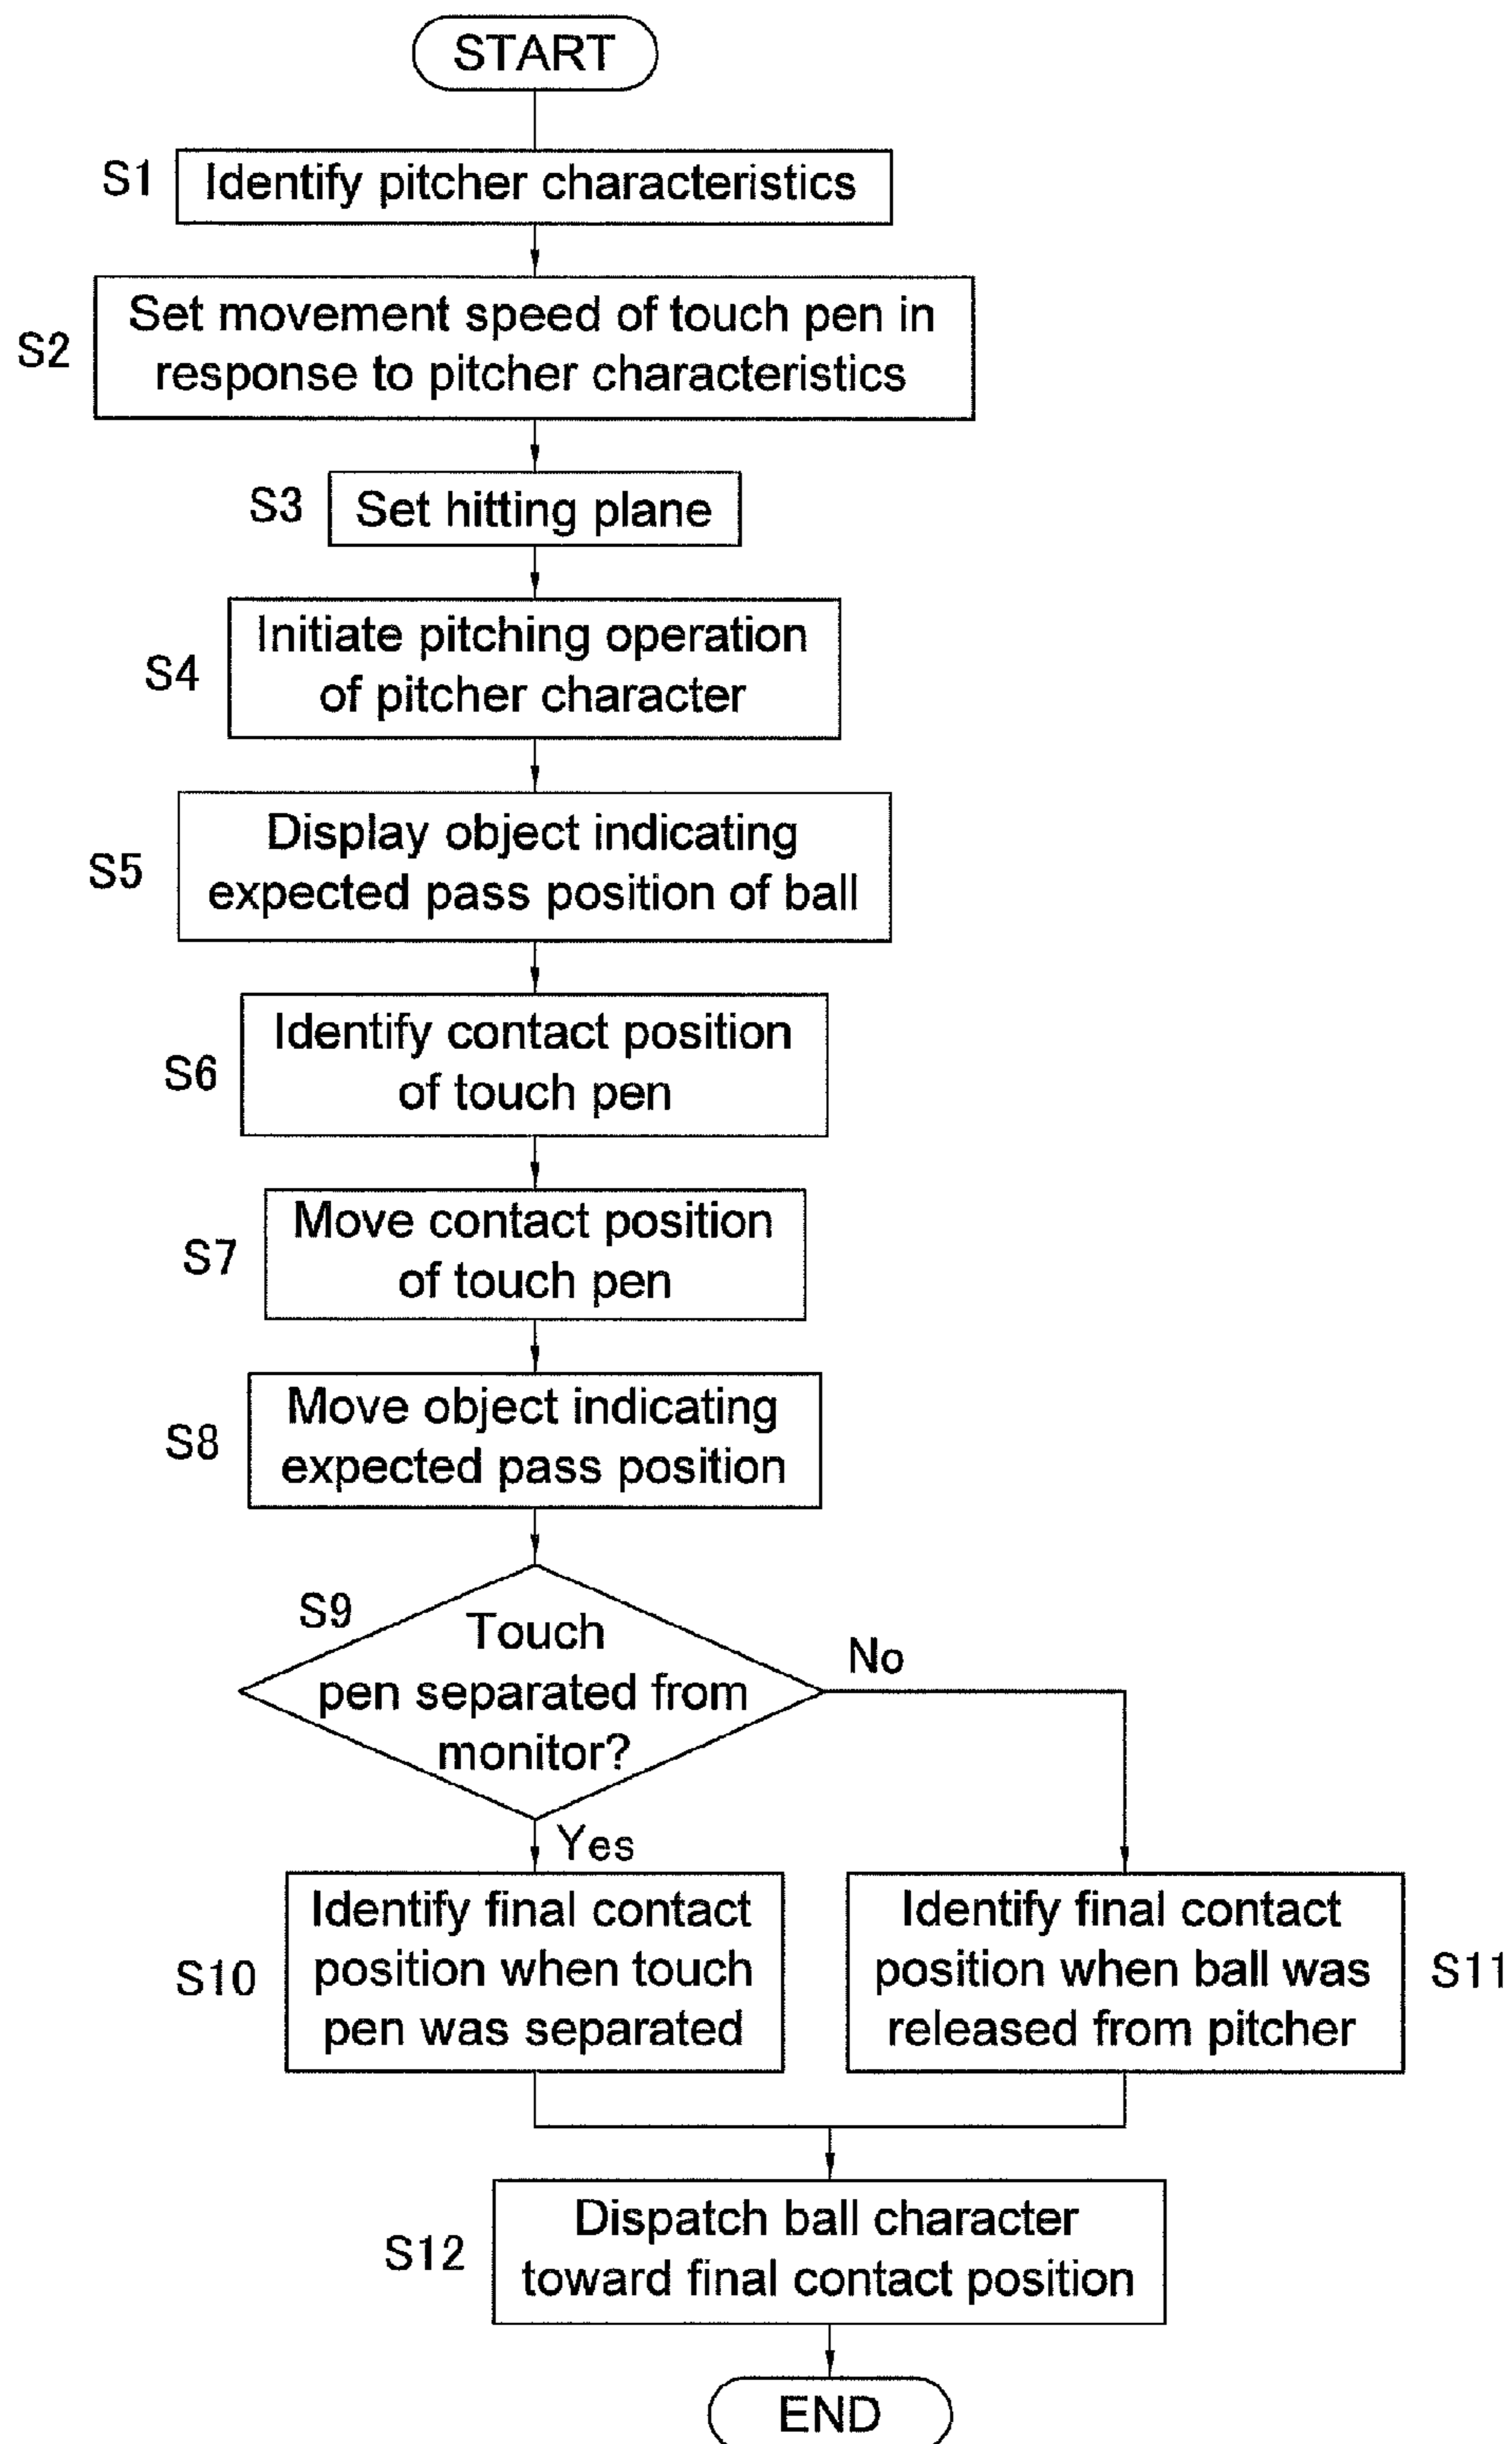 START
S1
Identify pitcher characteristics
S2
Set movement speed of touch pen in
response to pitcher characteristics
S3
Set hitting plane
S4
Initiate pitching operation
of pitcher character
S5
Display object indicating
expected pass position of ball
S6
Identify contact position
of touch pen
S7
Move contact position
of touch pen
S8
Move object indicating
expected pass position
S9
Touch
pen separated from
monitor?
No
Yes
S10
Identify final contact
position when touch
pen was separated
Identify final contact
position when ball was
released from pitcher
S11
S12
Dispatch ball character
toward final contact position
END